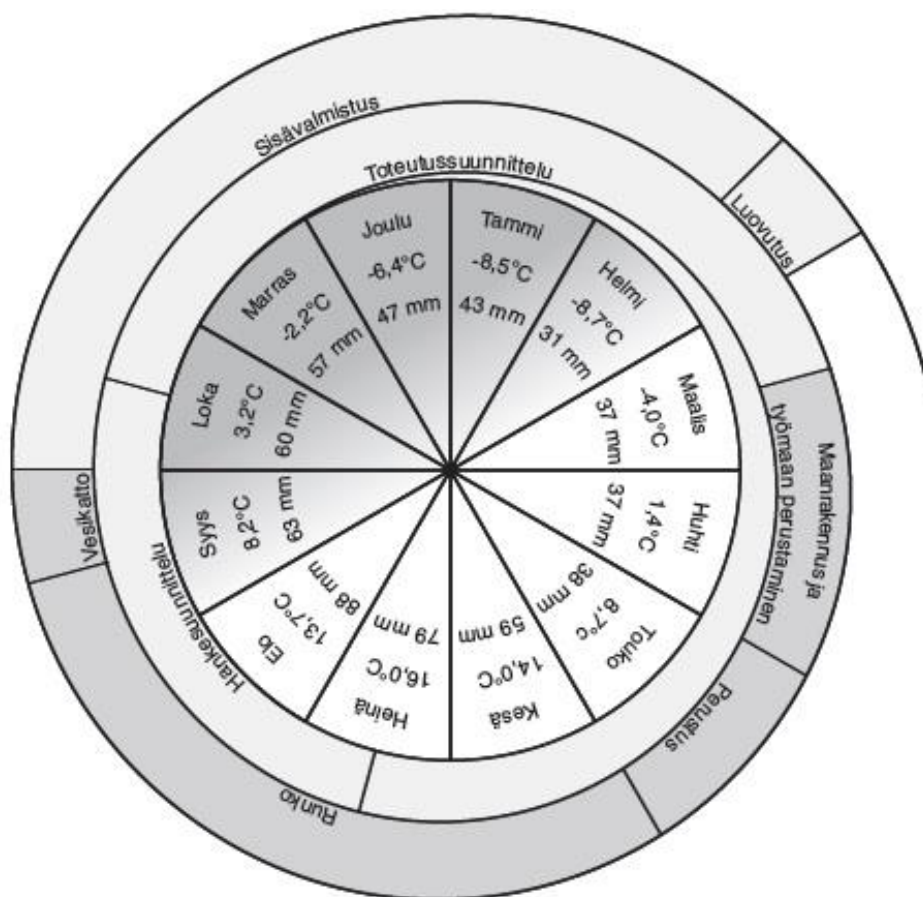 Sisävalmistus
Toteutussuunnittelu
Luovutus
Tammi
-8,5°C
43 mm
Helmi
-8,7°C
31 mm
Maalis
-4,0°C
37 mm
Huhti
1,4°C
37 mm
Touko
8,7°c
38 mm
Kesä
14,0°C
59 mm
Heinä
16,0°C
79 mm
Elo
13,7°C
88 mm
Syys
8,2°C
63 mm
Loka
3,2°C
60 mm
Marras
-2,2°C
57 mm
Joulu
-6,4°C
47 mm
Maanrakennus ja
työmaan perustaminen
Perustus
Runko
Vesikatto
Hankesuunnittelu